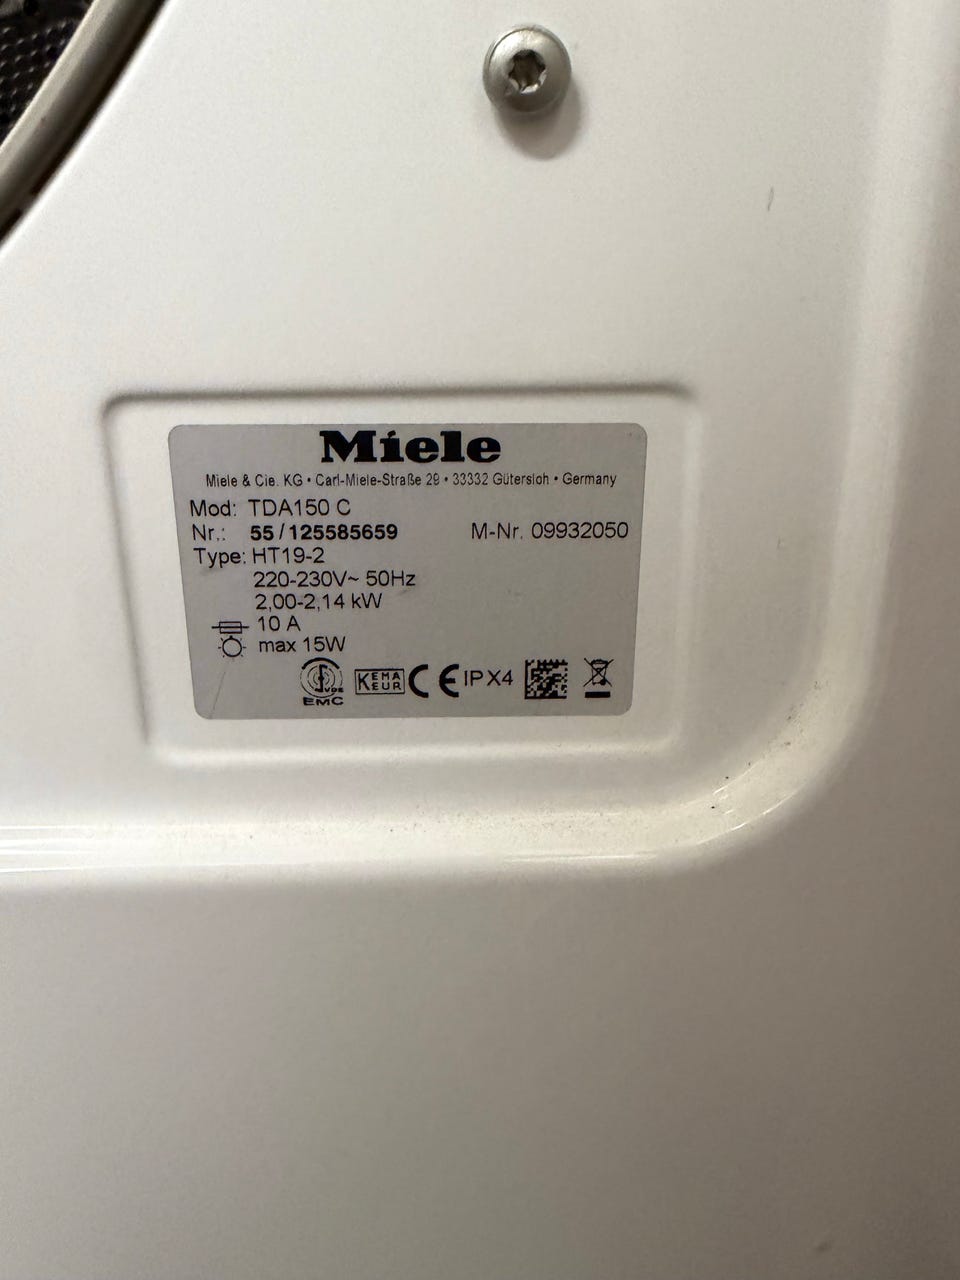 Miele
Miele & Cie. KG • Carl-Miele-Straße 29 • 33332 Gütersloh • Germany
Mod: TDA150 C
Nr.: 55/125585659 M-Nr. 09932050
Type: HT19-2
220-230V~ 50Hz
2,00-2,14 kW
10 A
max 15W
VDE
EMC
KEMA
KEUR
CE
IPX4